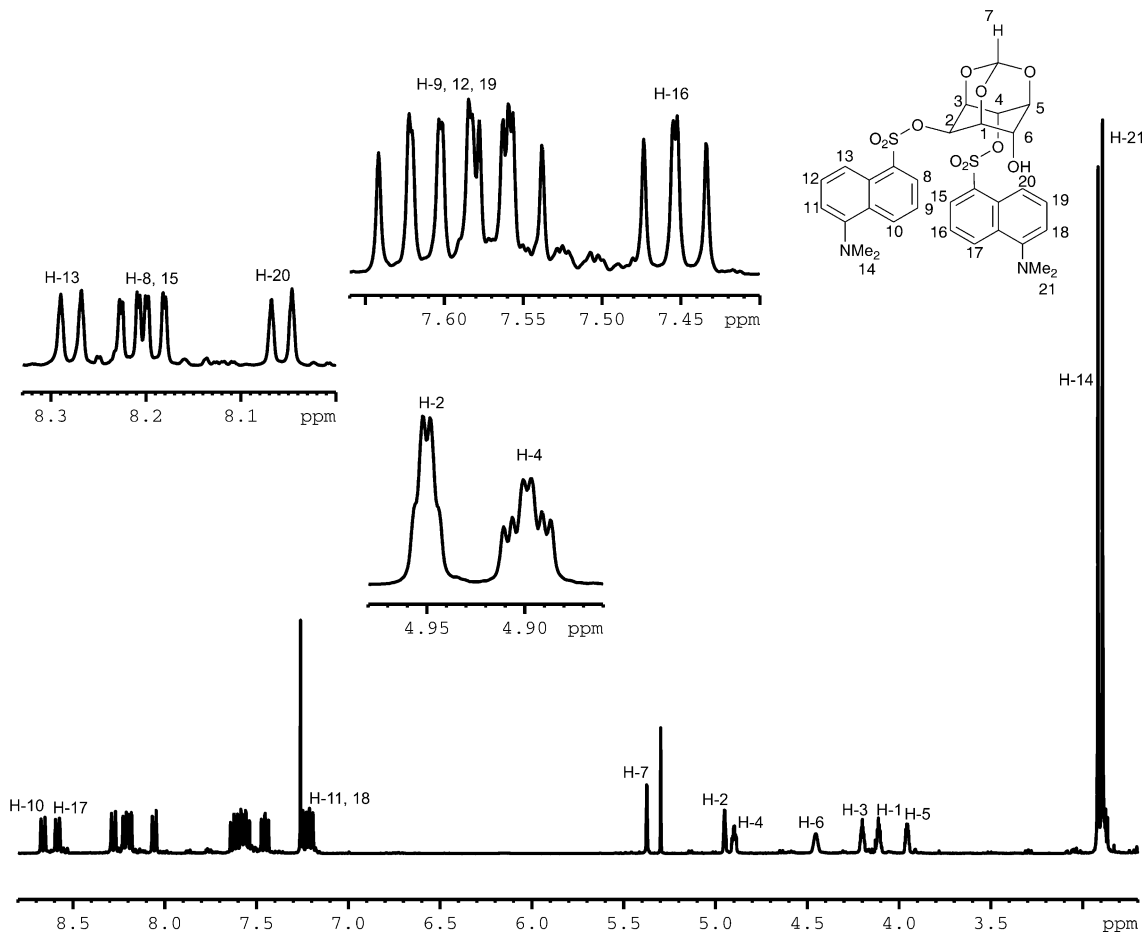 7
H
O
O
O
3
4
5
2
1
6
O
O2S
O
O2S
OH
13
8
12
9
11
10
NMe2
14
15
20
19
16
18
17
NMe2
21
H-9, 12, 19
H-16
7.60
7.55
7.50
7.45
ppm
H-13
H-8, 15
H-20
8.3
8.2
8.1
ppm
H-2
H-4
4.95
4.90
ppm
H-21
H-14
H-10
H-17
H-11, 18
H-7
H-2
H-4
H-6
H-3
H-1
H-5
8.5
8.0
7.5
7.0
6.5
6.0
5.5
5.0
4.5
4.0
3.5
ppm